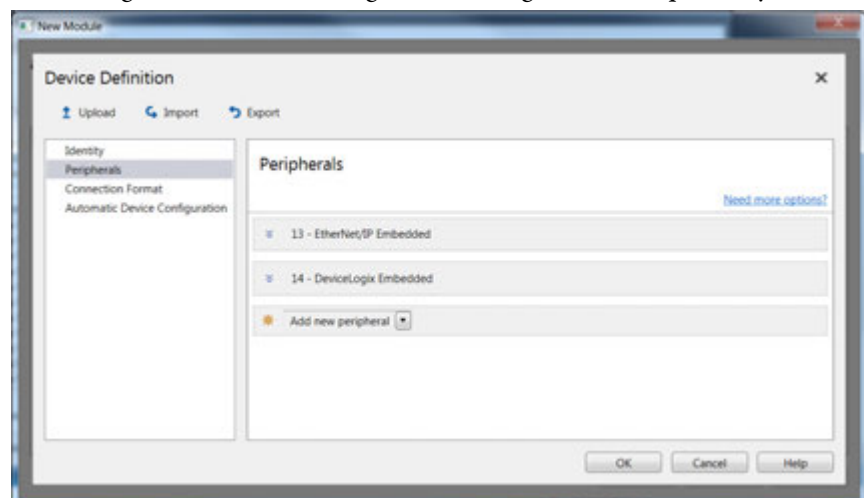 New Module
Device Definition
Upload Import Export
Identity
Peripherals
Connection Format
Automatic Device Configuration
Peripherals
Need more options?
13 - EtherNet/IP Embedded
14 - DeviceLogix Embedded
Add new peripheral
OK Cancel Help